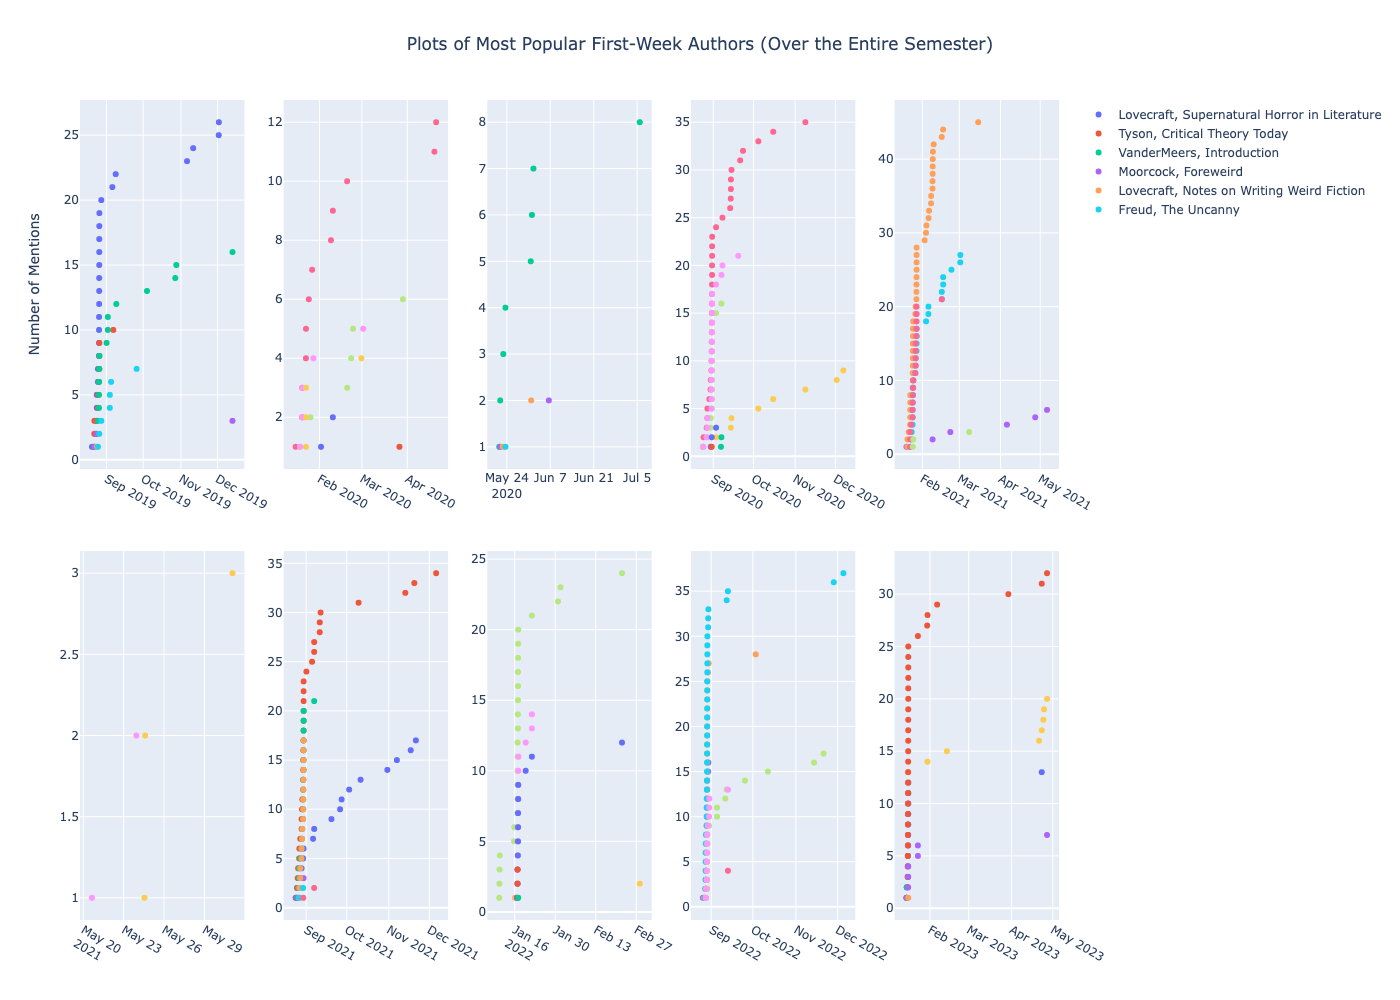 Plots of Most Popular First-Week Authors (Over the Entire Semester)
Number of Mentions
0
5
10
15
20
25
Sep 2019
Oct 2019
Nov 2019
Dec 2019
2
4
6
8
10
12
Feb 2020
Mar 2020
Apr 2020
1
2
3
4
5
6
7
8
May 24
2020
Jun 7
Jun 21
Jul 5
0
5
10
15
20
25
30
35
Sep 2020
Oct 2020
Nov 2020
Dec 2020
0
10
20
30
40
Feb 2021
Mar 2021
Apr 2021
May 2021
Lovecraft, Supernatural Horror in Literature
Tyson, Critical Theory Today
VanderMeers, Introduction
Moorcock, Foreweird
Lovecraft, Notes on Writing Weird Fiction
Freud, The Uncanny
1
1.5
2
2.5
3
May 20
2021
May 23
May 26
May 29
0
5
10
15
20
25
30
35
Sep 2021
Oct 2021
Nov 2021
Dec 2021
0
5
10
15
20
25
Jan 16
2022
Jan 30
Feb 13
Feb 27
0
5
10
15
20
25
30
35
Sep 2022
Oct 2022
Nov 2022
Dec 2022
0
5
10
15
20
25
30
Feb 2023
Mar 2023
Apr 2023
May 2023